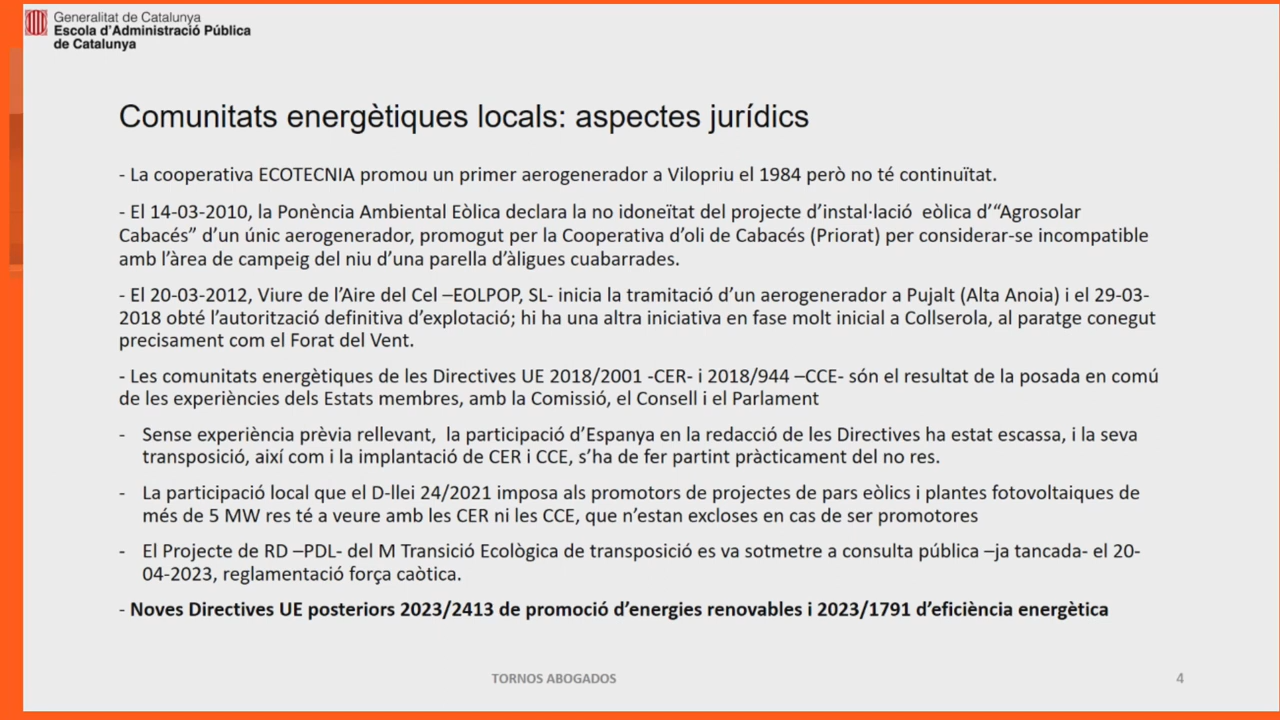 Generalitat de Catalunya
Escola d'Administració Pública
de Catalunya
Comunitats energètiques locals: aspectes jurídics
- La cooperativa ECOTECNIA promou un primer aerogenerador a Vilopriu el 1984 però no té continuïtat.
- El 14-03-2010, la Ponència Ambiental Eòlica declara la no idoneïtat del projecte d’instal·lació  eòlica d’“Agrosolar
Cabacés” d’un únic aerogenerador, promogut per la Cooperativa d’oli de Cabacés (Priorat) per considerar-se incompatible
amb l’àrea de campeig del niu d’una parella d’àligues cuabarrades.
- El 20-03-2012, Viure de l’Aire del Cel –EOLPOP, SL- inicia la tramitació d’un aerogenerador a Pujalt (Alta Anoia) i el 29-03-
2018 obté l’autorització definitiva d’explotació; hi ha una altra iniciativa en fase molt inicial a Collserola, al paratge conegut
precisament com el Forat del Vent.
- Les comunitats energètiques de les Directives UE 2018/2001 -CER- i 2018/944 –CCE- són el resultat de la posada en comú
de les experiències dels Estats membres, amb la Comissió, el Consell i el Parlament
- Sense experiència prèvia rellevant,  la participació d’Espanya en la redacció de les Directives ha estat escassa, i la seva
transposició, així com i la implantació de CER i CCE, s’ha de fer partint pràcticament del no res.
- La participació local que el D-llei 24/2021 imposa als promotors de projectes de pars eòlics i plantes fotovoltaiques de
més de 5 MW res té a veure amb les CER ni les CCE, que n’estan excloses en cas de ser promotores
- El Projecte de RD –PDL- del M Transició Ecològica de transposició es va sotmetre a consulta pública –ja tancada- el 20-
04-2023, reglamentació força caòtica.
- Noves Directives UE posteriors 2023/2413 de promoció d’energies renovables i 2023/1791 d’eficiència energètica
TORNOS ABOGADOS
4